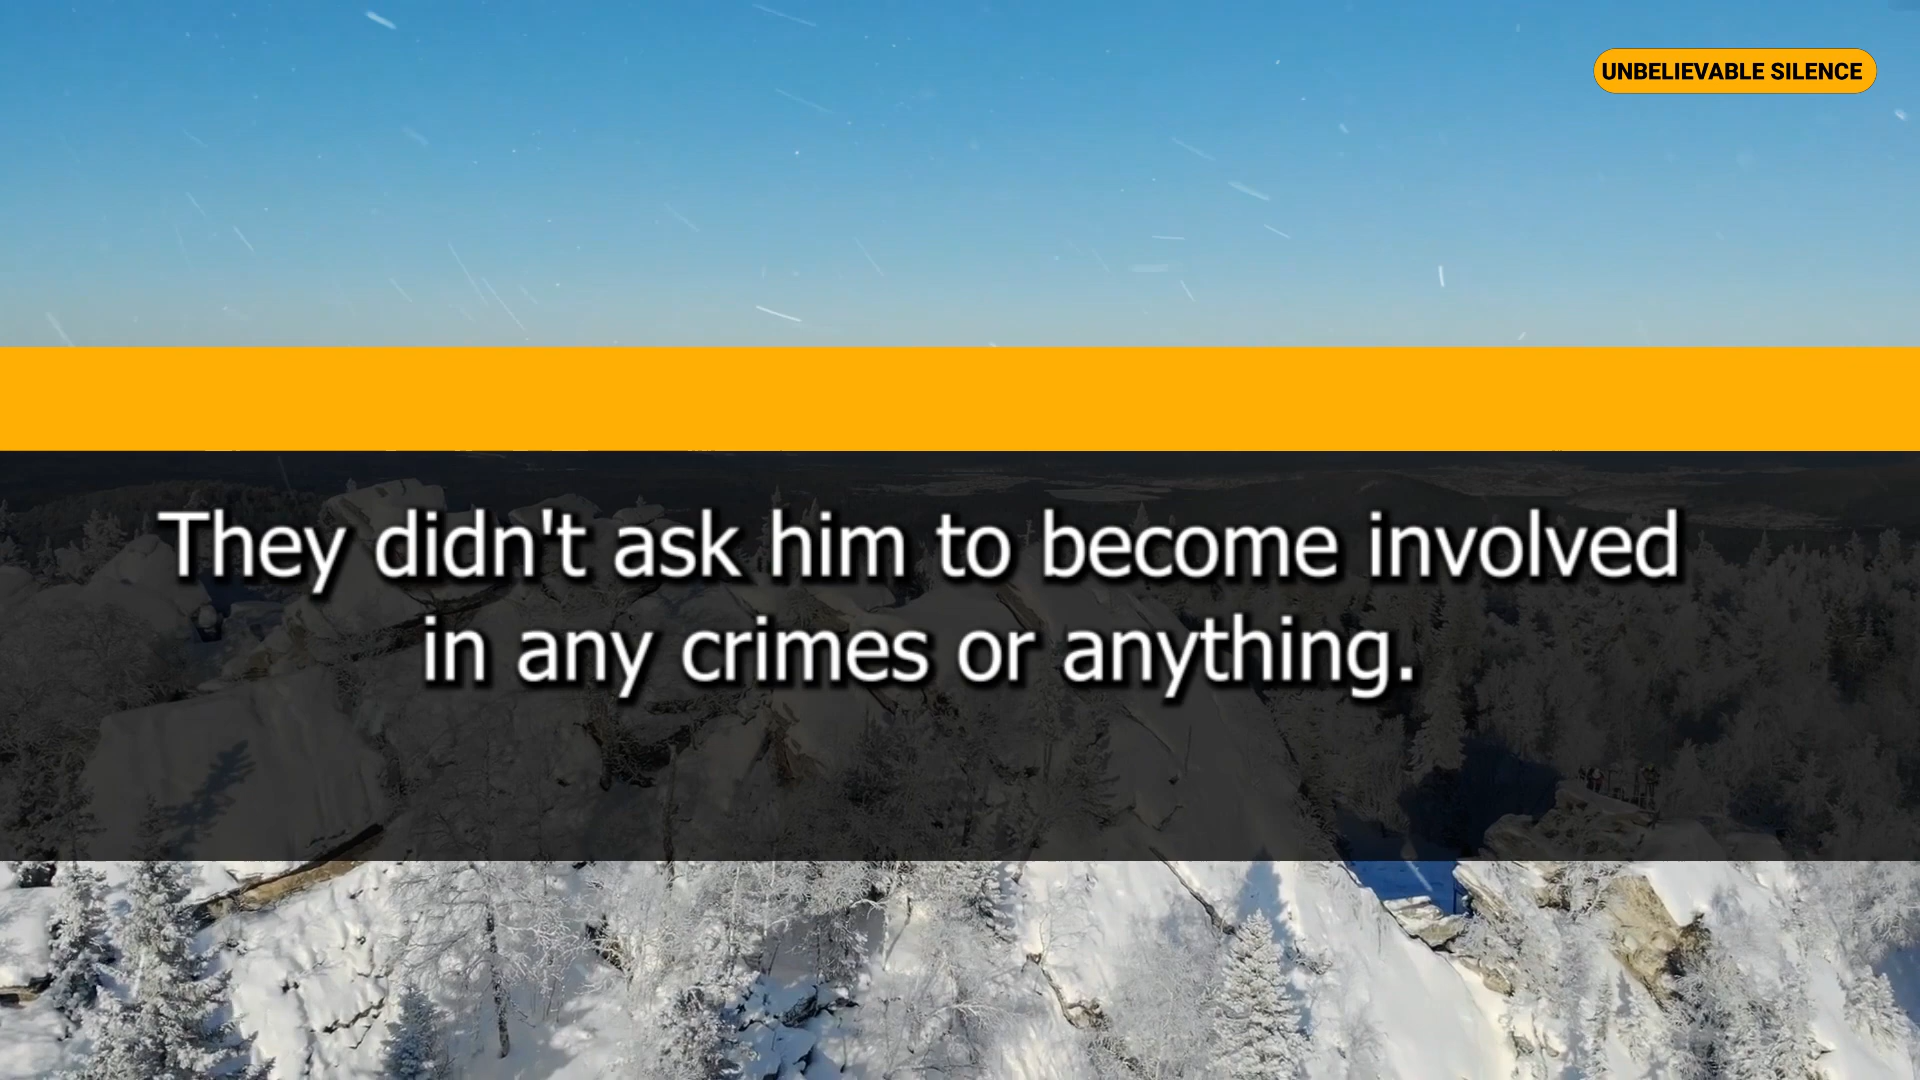 UNBELIEVABLE SILENCE
They didn't ask him to become involved
in any crimes or anything.